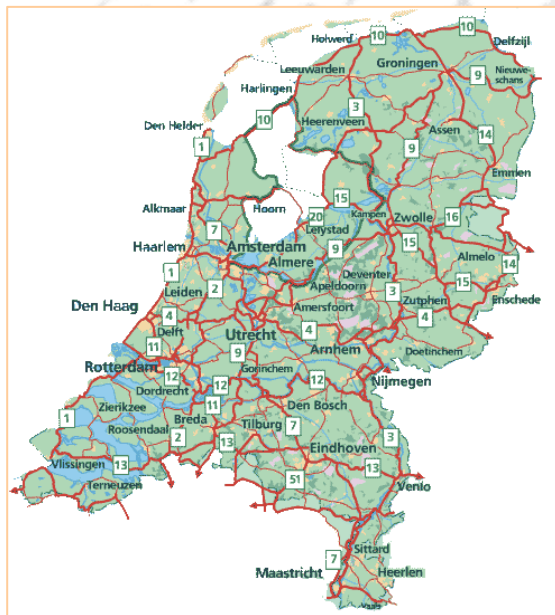 10
Holwerd
10
Delfzijl
Groningen
Leeuwarden
9
Nieuwe-
schans
Harlingen
10
3
Heerenveen
Den Helder
Assen
14
1
9
Emmen
Alkmaar
Hoorn
15
Kampen
20
Zwolle
16
7
Lelystad
Haarlem
Amsterdam
9
15
Almelo
Almere
14
1
Deventer
Apeldoorn
15
Leiden
2
3
Zutphen
Enschede
Den Haag
Amersfoort
4
4
4
Delft
Utrecht
11
Arnhem
Doetinchem
9
Rotterdam
Gorinchem
12
12
Nijmegen
Dordrecht
12
Zierikzee
11
Den Bosch
1
Roosendaal
Breda
Tilburg
7
2
13
3
Eindhoven
Vlissingen
13
13
51
Venlo
Terneuzen
Sittard
7
Maastricht
Heerlen
Vaals